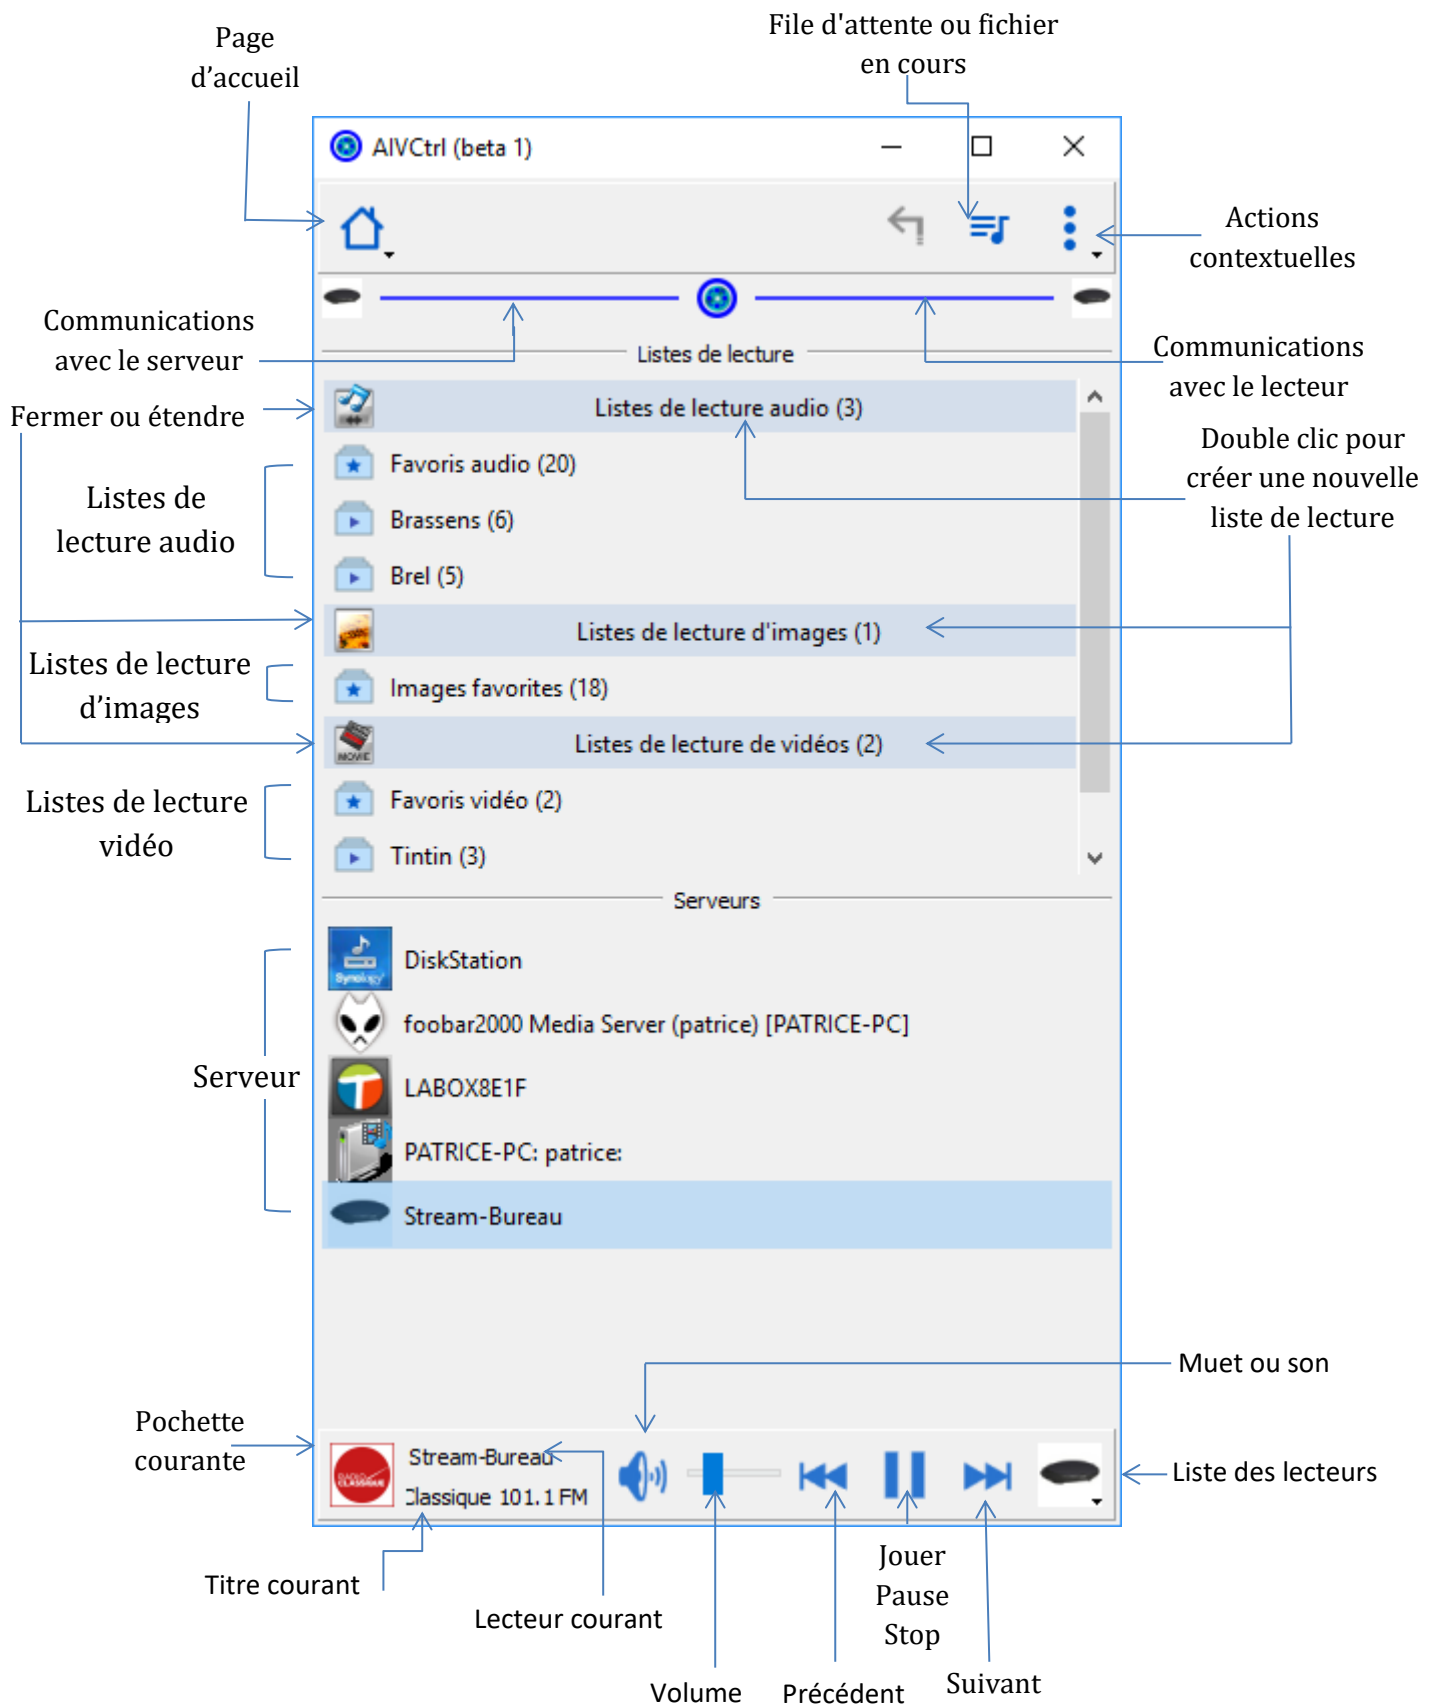 Page
d’accueil
File d'attente ou fichier
en cours
AIVCtrl (beta 1)
Actions
contextuelles
Communications
avec le serveur
Listes de lecture
Communications
avec le lecteur
Fermer ou étendre
Listes de lecture audio (3)
Double clic pour
créer une nouvelle
liste de lecture
Favoris audio (20)
Listes de
lecture audio
Brassens (6)
Brel (5)
Listes de lecture d'images (1)
Listes de lecture
d’images
Images favorites (18)
MOVIE
Listes de lecture de vidéos (2)
Listes de lecture
vidéo
Favoris vidéo (2)
Tintin (3)
Serveurs
Synology
DiskStation
foobar2000 Media Server (patrice) [PATRICE-PC]
Serveur
LABOX8E1F
PATRICE-PC: patrice:
Stream-Bureau
Muet ou son
Pochette
courante
RADIO
CLASSIQUE
Stream-Bureau
Classique 101.1 FM
Liste des lecteurs
Titre courant
Lecteur courant
Jouer
Pause
Stop
Volume
Précédent
Suivant